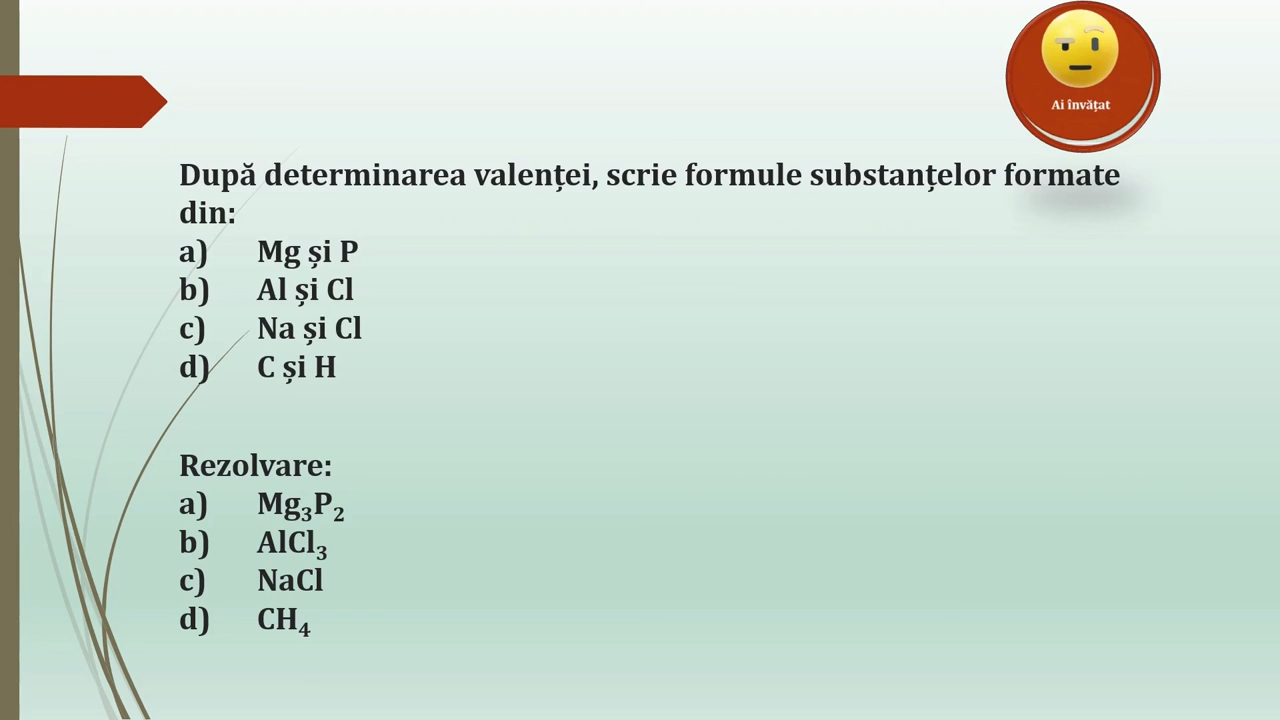 Ai învățat
După determinarea valenței, scrie formule substanțelor formate
din:
a) Mg și P
b) Al și Cl
c) Na și Cl
d) C și H
Rezolvare:
a) Mg₃P₂
b) AlCl₃
c) NaCl
d) CH₄